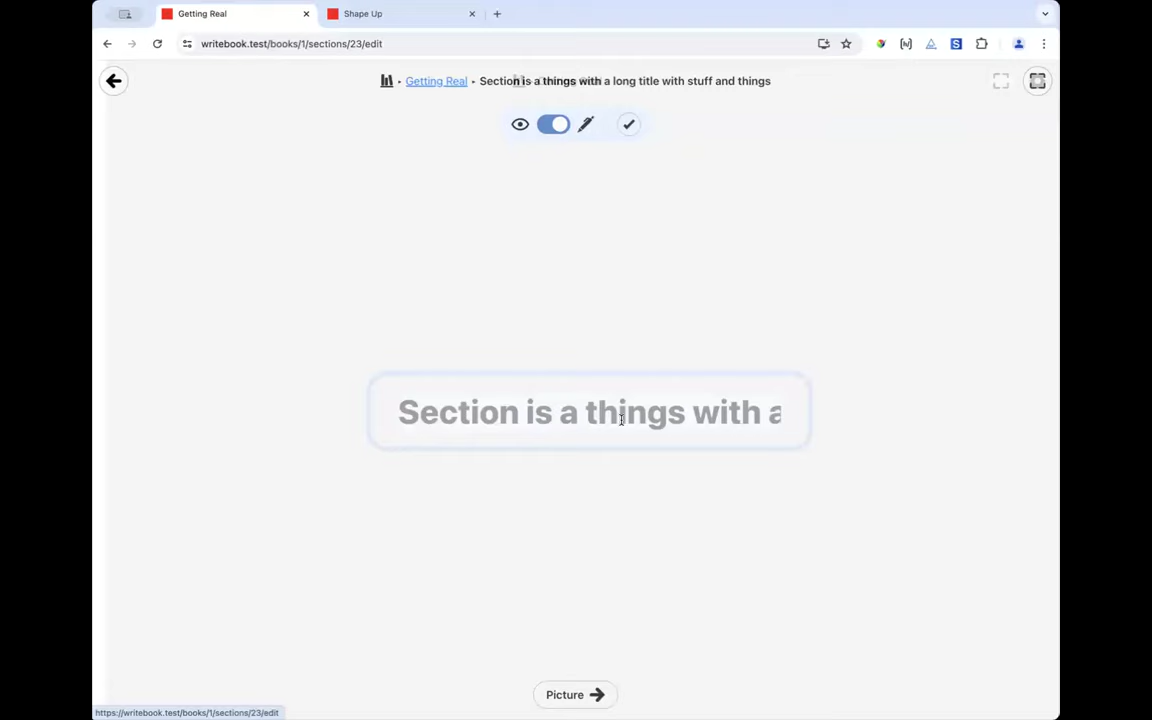 Getting Real
Shape Up
writebook.test/books/1/sections/23/edit
Getting Real • Section is a things with a long title with stuff and things
Section is a things with a
Picture
https://writebook.test/books/1/sections/23/edit